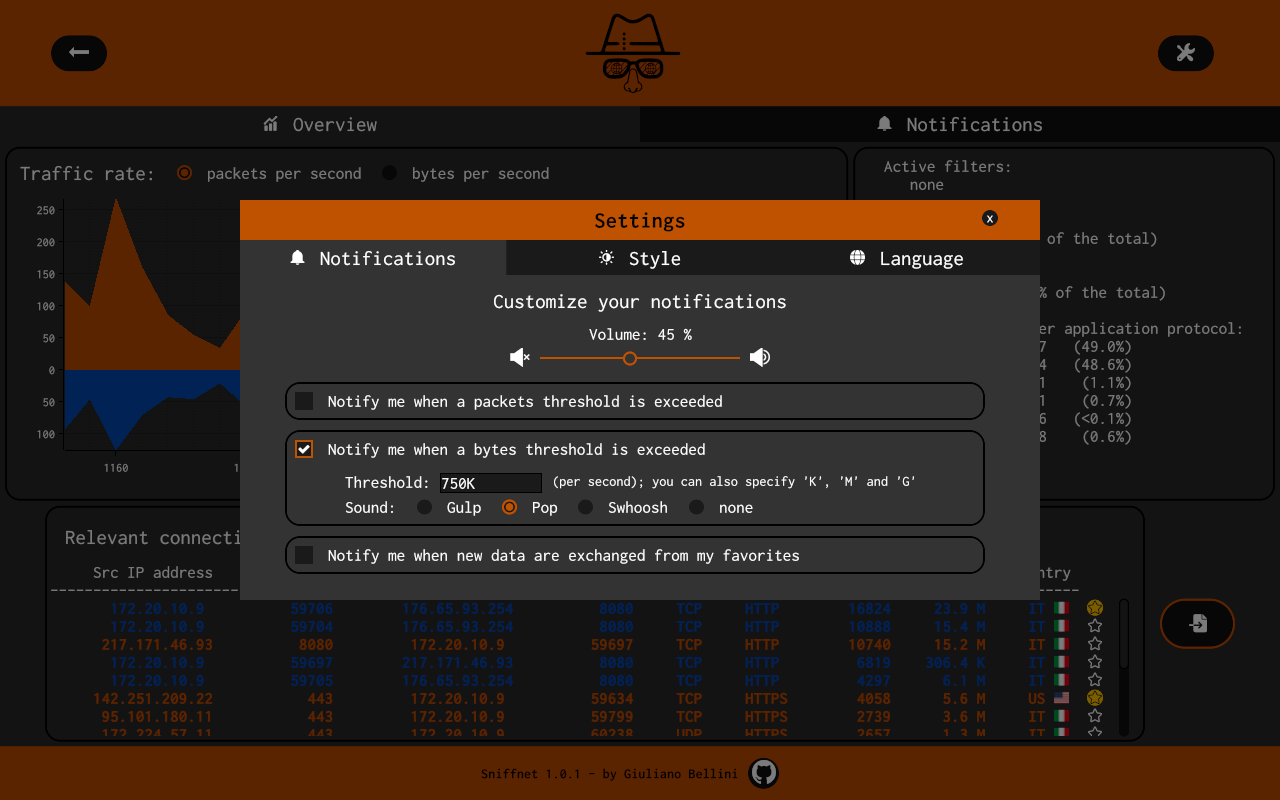 Overview
Notifications
Traffic rate: packets per second bytes per second
Active filters:
none
250
200
150
100
50
0
50
100
1160
of the total)
% of the total)
er application protocol:
7 (49.0%)
4 (48.6%)
1 (1.1%)
1 (0.7%)
6 (<0.1%)
8 (0.6%)
Settings
x
Notifications Style Language
Customize your notifications
Volume: 45 %
Notify me when a packets threshold is exceeded
Notify me when a bytes threshold is exceeded
Threshold: 750K (per second); you can also specify 'K', 'M' and 'G'
Sound: Gulp Pop Swhoosh none
Notify me when new data are exchanged from my favorites
Relevant connecti
Src IP address ntry
172.20.10.9 59706 176.65.93.254 8080 TCP HTTP 16824 23.9 M IT
172.20.10.9 59704 176.65.93.254 8080 TCP HTTP 10888 15.4 M IT
217.171.46.93 8080 172.20.10.9 59697 TCP HTTP 10740 15.2 M IT
172.20.10.9 59697 217.171.46.93 8080 TCP HTTP 6819 306.4 K IT
172.20.10.9 59705 176.65.93.254 8080 TCP HTTP 4297 6.1 M IT
142.251.209.22 443 172.20.10.9 59634 TCP HTTPS 4058 5.6 M US
95.101.180.11 443 172.20.10.9 59799 TCP HTTPS 2739 3.6 M IT
172.224.57.11 443 172.20.10.9 60238 UDP HTTPS 2657 1.3 M IT
Sniffnet 1.0.1 - by Giuliano Bellini